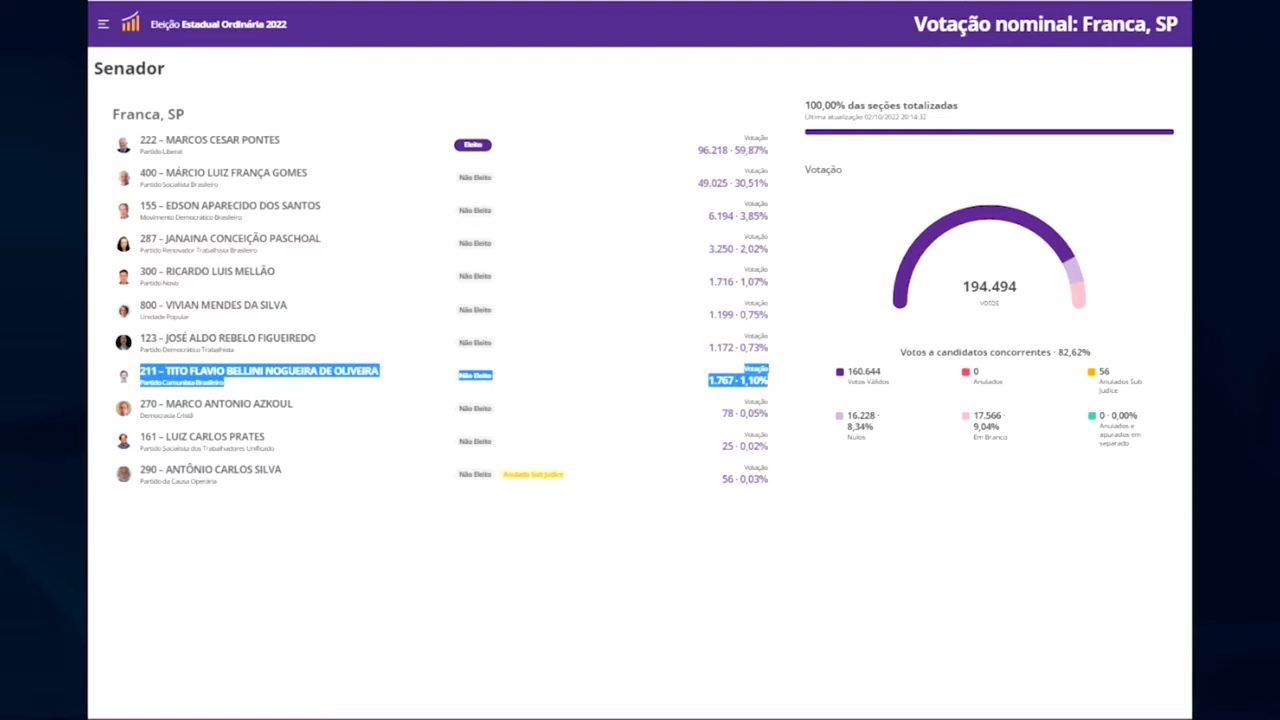 Eleição Estadual Ordinária 2022
Votação nominal: Franca, SP
Senador
Franca, SP
222 – MARCOS CESAR PONTES
Partido Liberal
Eleito
Votação
96.218 · 59,87%
400 – MÁRCIO LUIZ FRANÇA GOMES
Partido Socialista Brasileiro
Não Eleito
Votação
49.025 · 30,51%
155 – EDSON APARECIDO DOS SANTOS
Movimento Democrático Brasileiro
Não Eleito
Votação
6.194 · 3,85%
287 – JANAINA CONCEIÇÃO PASCHOAL
Partido Renovador Trabalhista Brasileiro
Não Eleito
Votação
3.250 · 2,02%
300 – RICARDO LUIS MELLÃO
Partido Novo
Não Eleito
Votação
1.716 · 1,07%
800 – VIVIAN MENDES DA SILVA
Unidade Popular
Não Eleito
Votação
1.199 · 0,75%
123 – JOSÉ ALDO REBELO FIGUEIREDO
Partido Democrático Trabalhista
Não Eleito
Votação
1.172 · 0,73%
211 – TITO FLAVIO BELLINI NOGUEIRA DE OLIVEIRA
Partido Comunista Brasileiro
Não Eleito
Votação
1.767 · 1,10%
270 – MARCO ANTONIO AZKOUL
Democracia Cristã
Não Eleito
Votação
78 · 0,05%
161 – LUIZ CARLOS PRATES
Partido Socialista dos Trabalhadores Unificado
Não Eleito
Votação
25 · 0,02%
290 – ANTÔNIO CARLOS SILVA
Partido da Causa Operária
Não Eleito
Anulado Sub Judice
Votação
56 · 0,03%
100,00% das seções totalizadas
Última atualização 02/10/2022 20:14:32
Votação
194.494
VOTOS
Votos a candidatos concorrentes · 82,62%
160.644
Votos Válidos
0
Anulados
56
Anulados Sub
Judice
16.228 ·
8,34%
Nulos
17.566 ·
9,04%
Em Branco
0 · 0,00%
Anulados e
apurados em
separado